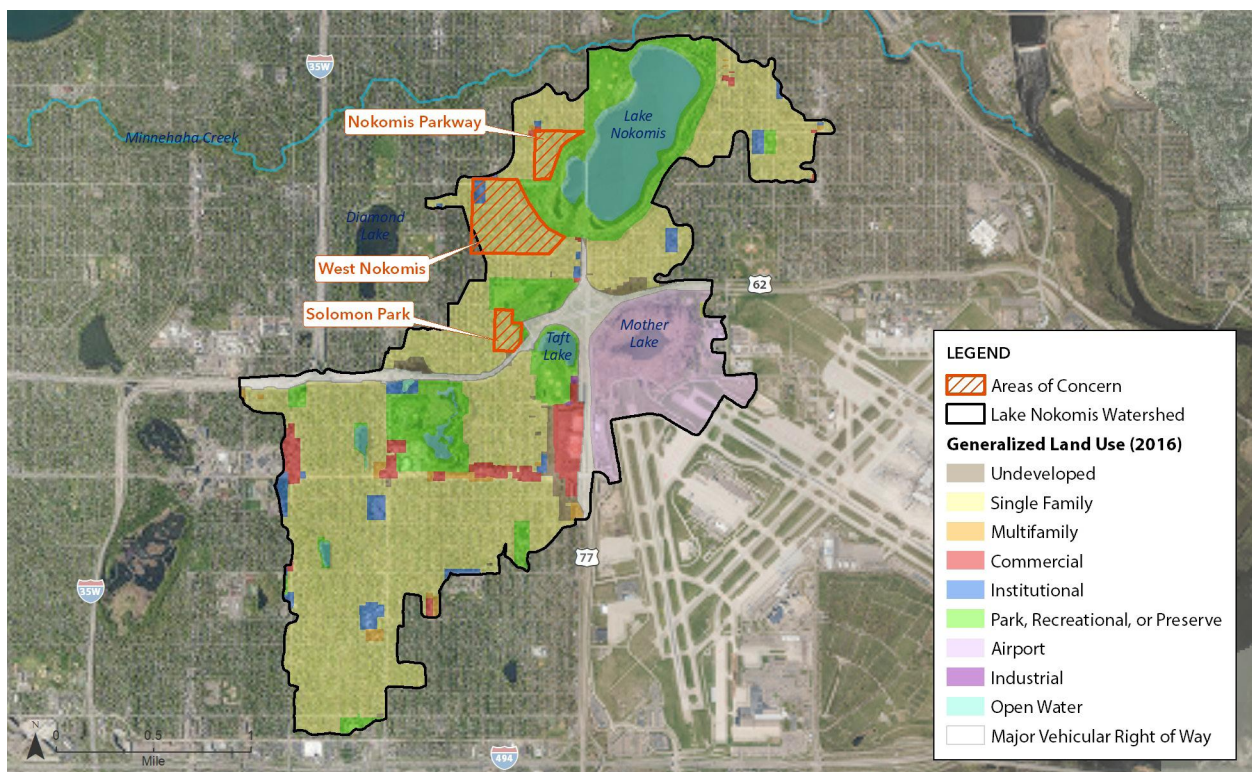 35W
Nokomis Parkway
Lake
Nokomis
Minnehaha Creek
Diamond
Lake
West Nokomis
62
Solomon Park
Mother
Lake
Taft
Lake
LEGEND
Areas of Concern
Lake Nokomis Watershed
Generalized Land Use (2016)
Undeveloped
Single Family
Multifamily
Commercial
Institutional
Park, Recreational, or Preserve
Airport
Industrial
Open Water
Major Vehicular Right of Way
77
35W
N
0 0.5 1
Mile
494